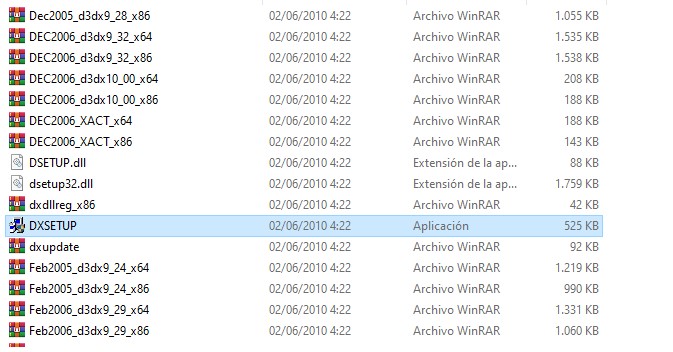 Dec2005_d3dx9_28_x86 02/06/2010 4:22 Archivo WinRAR 1.055 KB
DEC2006_d3dx9_32_x64 02/06/2010 4:22 Archivo WinRAR 1.535 KB
DEC2006_d3dx9_32_x86 02/06/2010 4:22 Archivo WinRAR 1.538 KB
DEC2006_d3dx10_00_x64 02/06/2010 4:22 Archivo WinRAR 208 KB
DEC2006_d3dx10_00_x86 02/06/2010 4:22 Archivo WinRAR 188 KB
DEC2006_XACT_x64 02/06/2010 4:22 Archivo WinRAR 188 KB
DEC2006_XACT_x86 02/06/2010 4:22 Archivo WinRAR 143 KB
DSETUP.dll 02/06/2010 4:22 Extensión de la ap... 88 KB
dsetup32.dll 02/06/2010 4:22 Extensión de la ap... 1.759 KB
dxdllreg_x86 02/06/2010 4:22 Archivo WinRAR 42 KB
DXSETUP 02/06/2010 4:22 Aplicación 525 KB
dxupdate 02/06/2010 4:22 Archivo WinRAR 92 KB
Feb2005_d3dx9_24_x64 02/06/2010 4:22 Archivo WinRAR 1.219 KB
Feb2005_d3dx9_24_x86 02/06/2010 4:22 Archivo WinRAR 990 KB
Feb2006_d3dx9_29_x64 02/06/2010 4:22 Archivo WinRAR 1.331 KB
Feb2006_d3dx9_29_x86 02/06/2010 4:22 Archivo WinRAR 1.060 KB